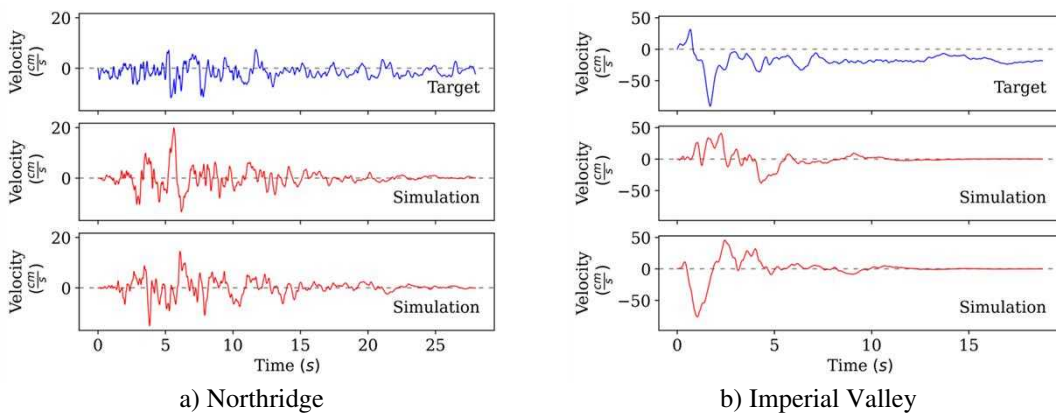 20
0
Velocity
(cm/s)
Target
20
0
Velocity
(cm/s)
Simulation
20
0
Velocity
(cm/s)
Simulation
0 5 10 15 20 25
Time (s)
a) Northridge
50
0
−50
Velocity
(cm/s)
Target
50
0
−50
Velocity
(cm/s)
Simulation
50
0
−50
Velocity
(cm/s)
Simulation
0 5 10 15
Time (s)
b) Imperial Valley